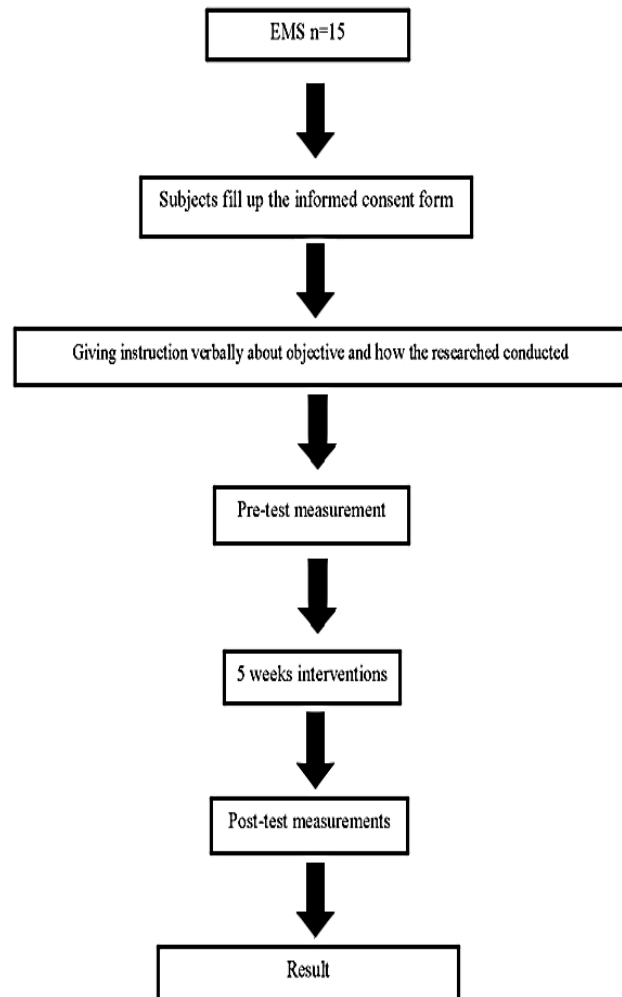 EMS n=15
Subjects fill up the informed consent form
Giving instruction verbally about objective and how the researched conducted
Pre-test measurement
5 weeks interventions
Post-test measurements
Result